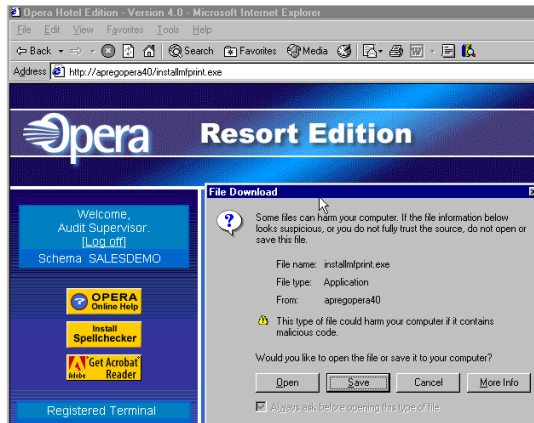 Opera Hotel Edition - Version 4.0 - Microsoft Internet Explorer
File Edit View Favorites Tools Help
Back Search Favorites Media
Address http://apregopera40/installmfprint.exe
Opera Resort Edition
Welcome,
Audit Supervisor.
[Log off]
Schema SALESDEMO
OPERA
Online Help
Install
Spellchecker
Get Acrobat
Adobe Reader
Registered Terminal
File Download
Some files can harm your computer. If the file information below
looks suspicious, or you do not fully trust the source, do not open or
save this file.
File name: installmfprint.exe
File type: Application
From: apregopera40
This type of file could harm your computer if it contains
malicious code.
Would you like to open the file or save it to your computer?
Open Save Cancel More Info
Always ask before opening this type of file